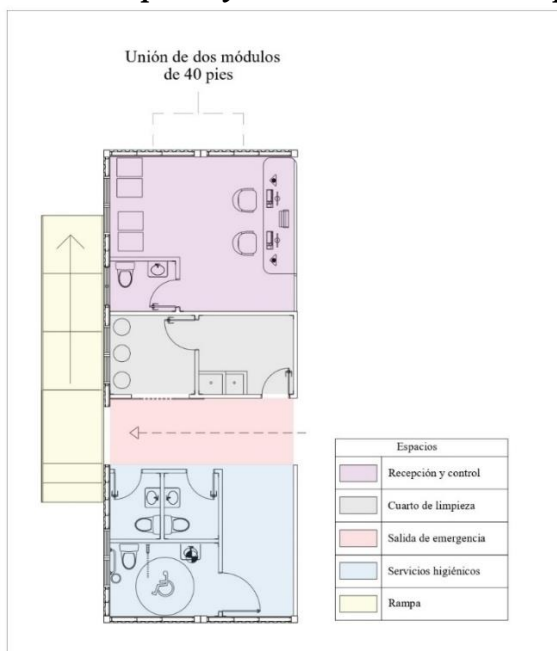 Unión de dos módulos
de 40 pies
Espacios
Recepción y control
Cuarto de limpieza
Salida de emergencia
Servicios higiénicos
Rampa